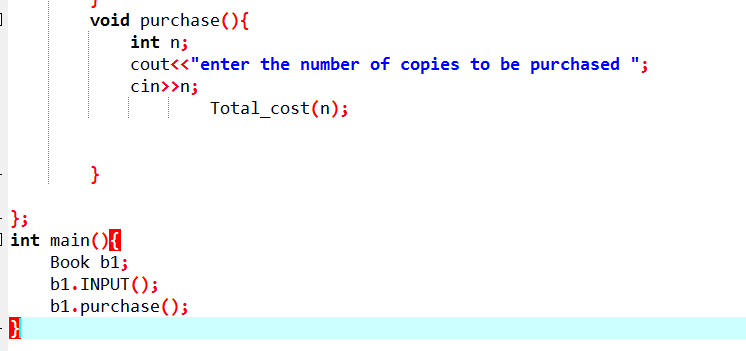 }
void purchase(){
int n;
cout<<"enter the number of copies to be purchased ";
cin>>n;
Total_cost(n);
}
};
int main(){
Book b1;
b1.INPUT();
b1.purchase();
}